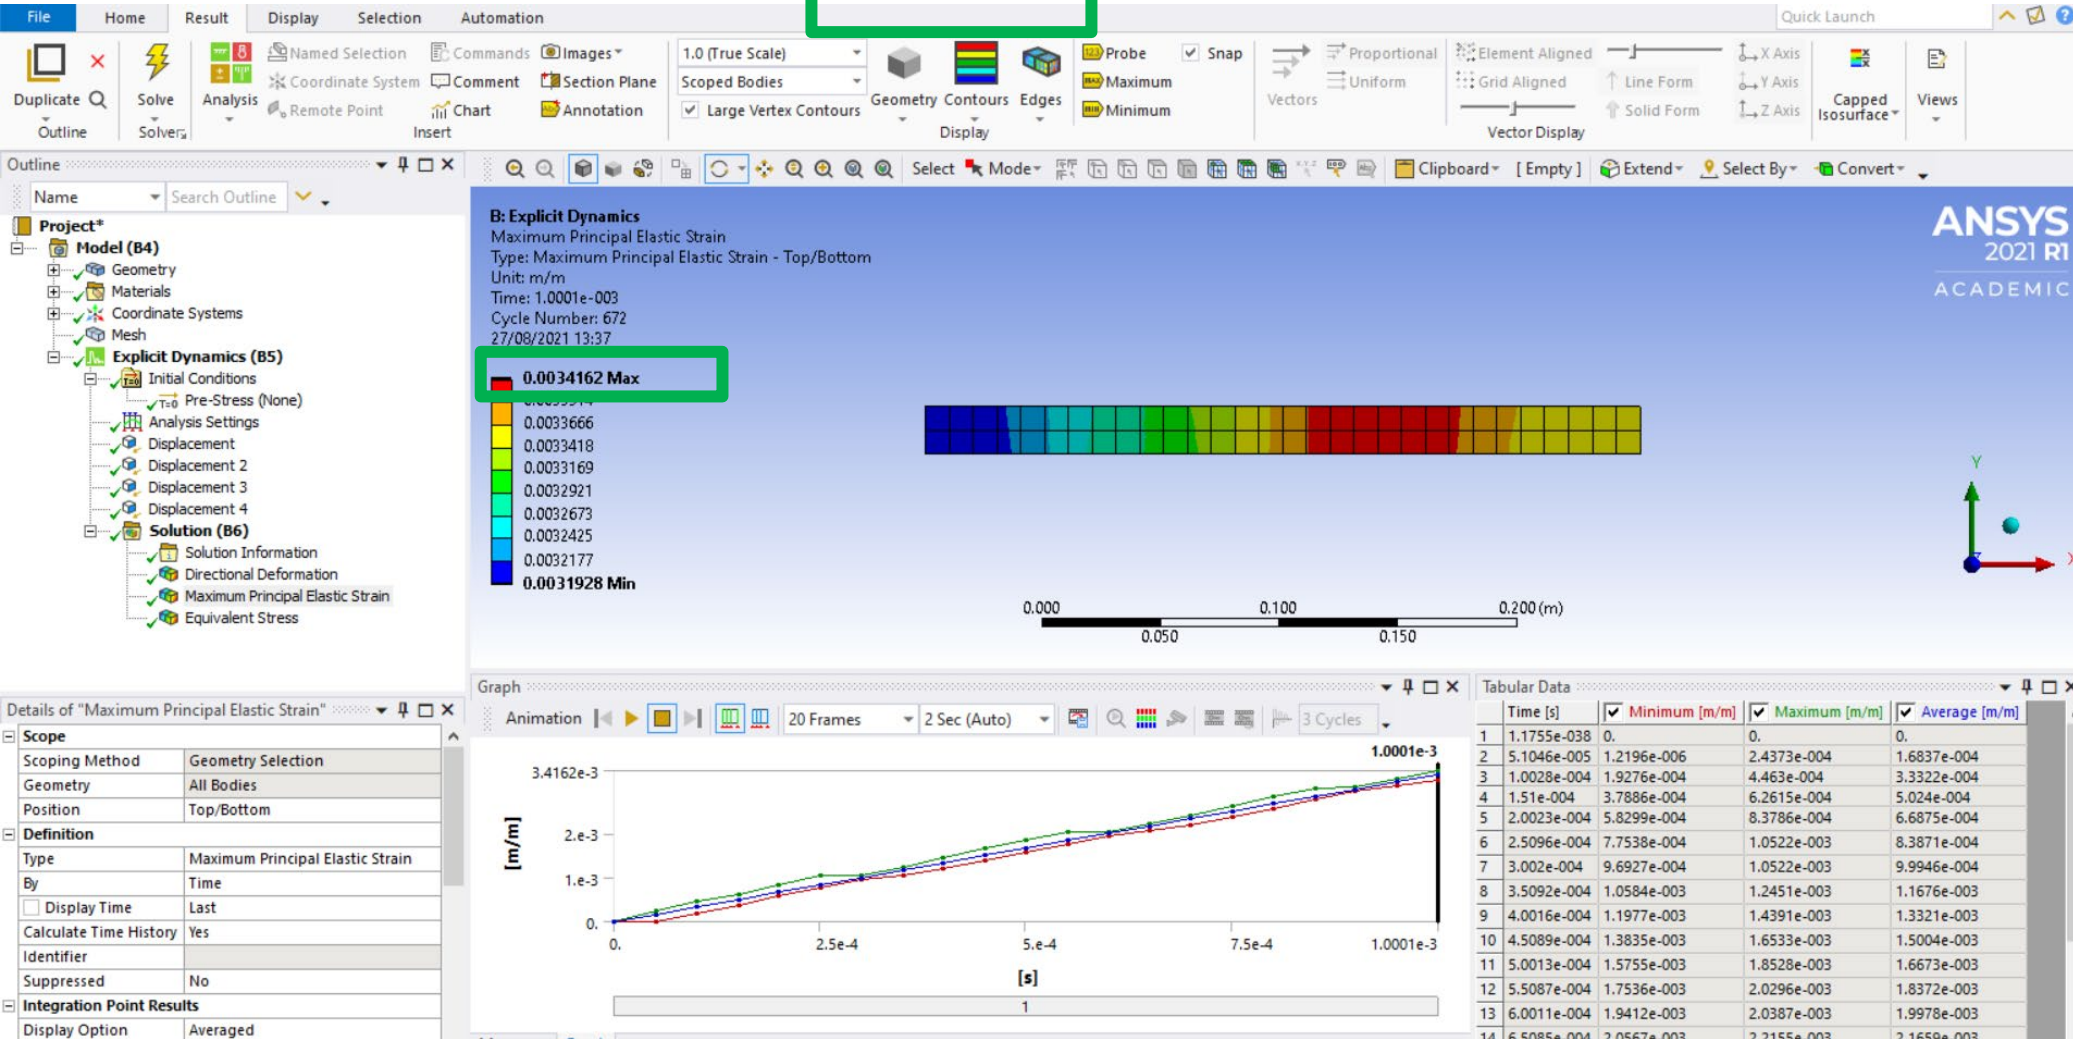 File Home Result Display Selection Automation Quick Launch
Named Selection Commands Images 1.0 (True Scale) Probe Snap Proportional Element Aligned X Axis
Coordinate System Comment Section Plane Scoped Bodies Maximum Uniform Grid Aligned Line Form Y Axis
Duplicate Solve Analysis Remote Point Chart Annotation Large Vertex Contours Geometry Contours Edges Minimum Vectors Solid Form Z Axis Capped Isosurface Views
Outline Solvers Insert Display Vector Display
Outline
Select Mode Clipboard [ Empty ] Extend Select By Convert
Name Search Outline
Project*
Model (B4)
Geometry
Materials
Coordinate Systems
Mesh
Explicit Dynamics (B5)
Initial Conditions
T=0 Pre-Stress (None)
Analysis Settings
Displacement
Displacement 2
Displacement 3
Displacement 4
Solution (B6)
Solution Information
Directional Deformation
Maximum Principal Elastic Strain
Equivalent Stress
B: Explicit Dynamics
Maximum Principal Elastic Strain
Type: Maximum Principal Elastic Strain - Top/Bottom
Unit: m/m
Time: 1.0001e-003
Cycle Number: 672
27/08/2021 13:37
0.0034162 Max
0.0033666
0.0033418
0.0033169
0.0032921
0.0032673
0.0032425
0.0032177
0.0031928 Min
ANSYS
2021 R1
ACADEMIC
Y
X
0.000 0.100 0.200 (m)
0.050 0.150
Details of "Maximum Principal Elastic Strain"
Scope
Scoping Method Geometry Selection
Geometry All Bodies
Position Top/Bottom
Definition
Type Maximum Principal Elastic Strain
By Time
Display Time Last
Calculate Time History Yes
Identifier
Suppressed No
Integration Point Results
Display Option Averaged
Graph
Animation 20 Frames 2 Sec (Auto) 3 Cycles
1.0001e-3
3.4162e-3
2.e-3
1.e-3
0.
[m/m]
0. 2.5e-4 5.e-4 7.5e-4 1.0001e-3
[s]
1
Tabular Data
Time [s] Minimum [m/m] Maximum [m/m] Average [m/m]
1 1.1755e-038 0. 0. 0.
2 5.1046e-005 1.2196e-006 2.4373e-004 1.6837e-004
3 1.0028e-004 1.9276e-004 4.463e-004 3.3322e-004
4 1.51e-004 3.7886e-004 6.2615e-004 5.024e-004
5 2.0023e-004 5.8299e-004 8.3786e-004 6.6875e-004
6 2.5096e-004 7.7538e-004 1.0522e-003 8.3871e-004
7 3.002e-004 9.6927e-004 1.0522e-003 9.9946e-004
8 3.5092e-004 1.0584e-003 1.2451e-003 1.1676e-003
9 4.0016e-004 1.1977e-003 1.4391e-003 1.3321e-003
10 4.5089e-004 1.3835e-003 1.6533e-003 1.5004e-003
11 5.0013e-004 1.5755e-003 1.8528e-003 1.6673e-003
12 5.5087e-004 1.7536e-003 2.0296e-003 1.8372e-003
13 6.0011e-004 1.9412e-003 2.0387e-003 1.9978e-003
14 6.5085e-004 2.0567e-003 2.2155e-003 2.1659e-003